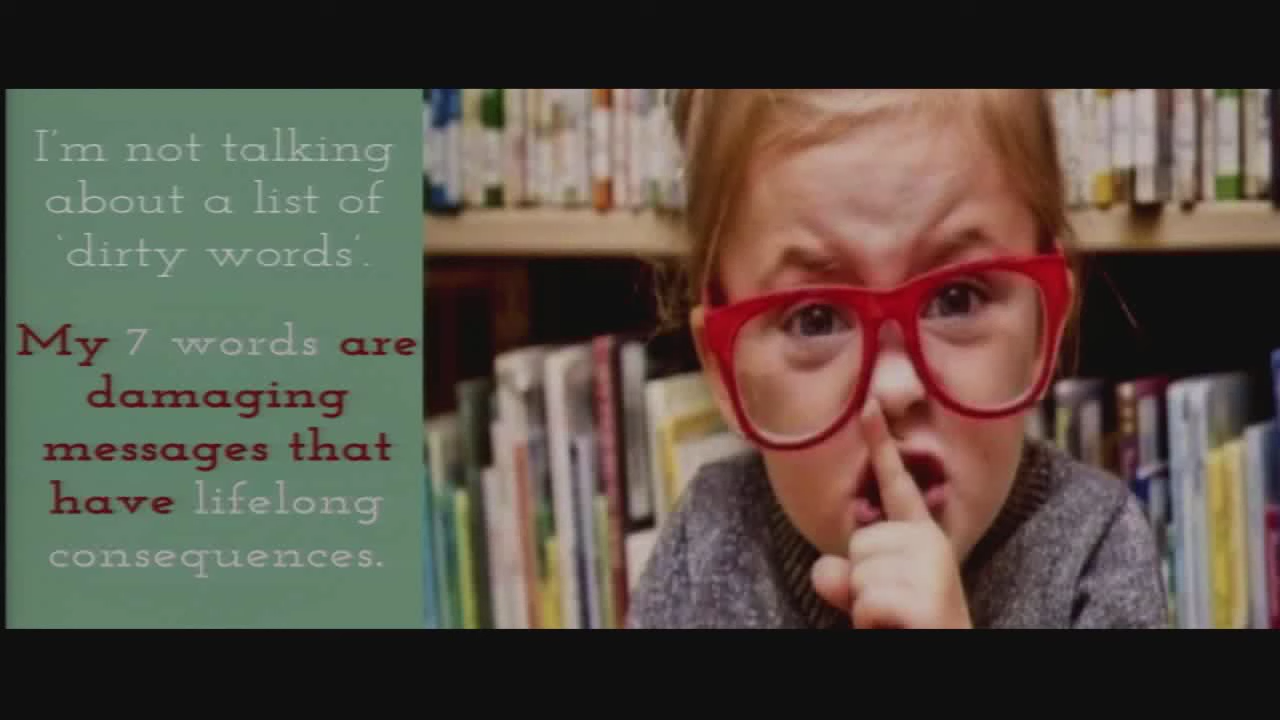 I'm not talking
about a list of
'dirty words'.
My 7 words are
damaging
messages that
have lifelong
consequences.